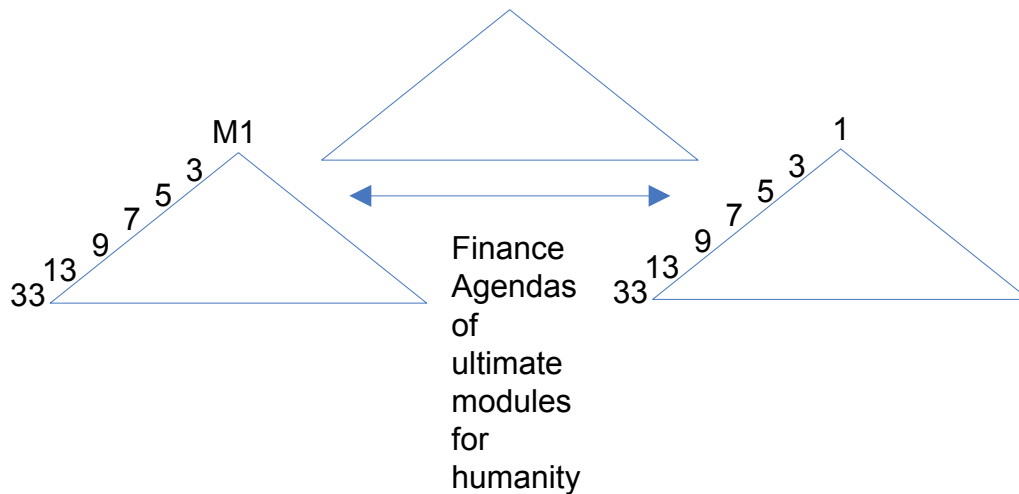 M1
3
5
7
9
13
33
Finance
Agendas
of
ultimate
modules
for
humanity
1
3
5
7
9
13
33